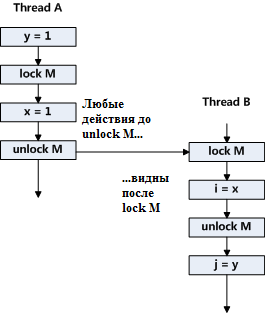 Thread A
y = 1
lock M
x = 1
unlock M
Любые
действия до
unlock M...
Thread B
lock M
...видны
после
lock M
i = x
unlock M
j = y